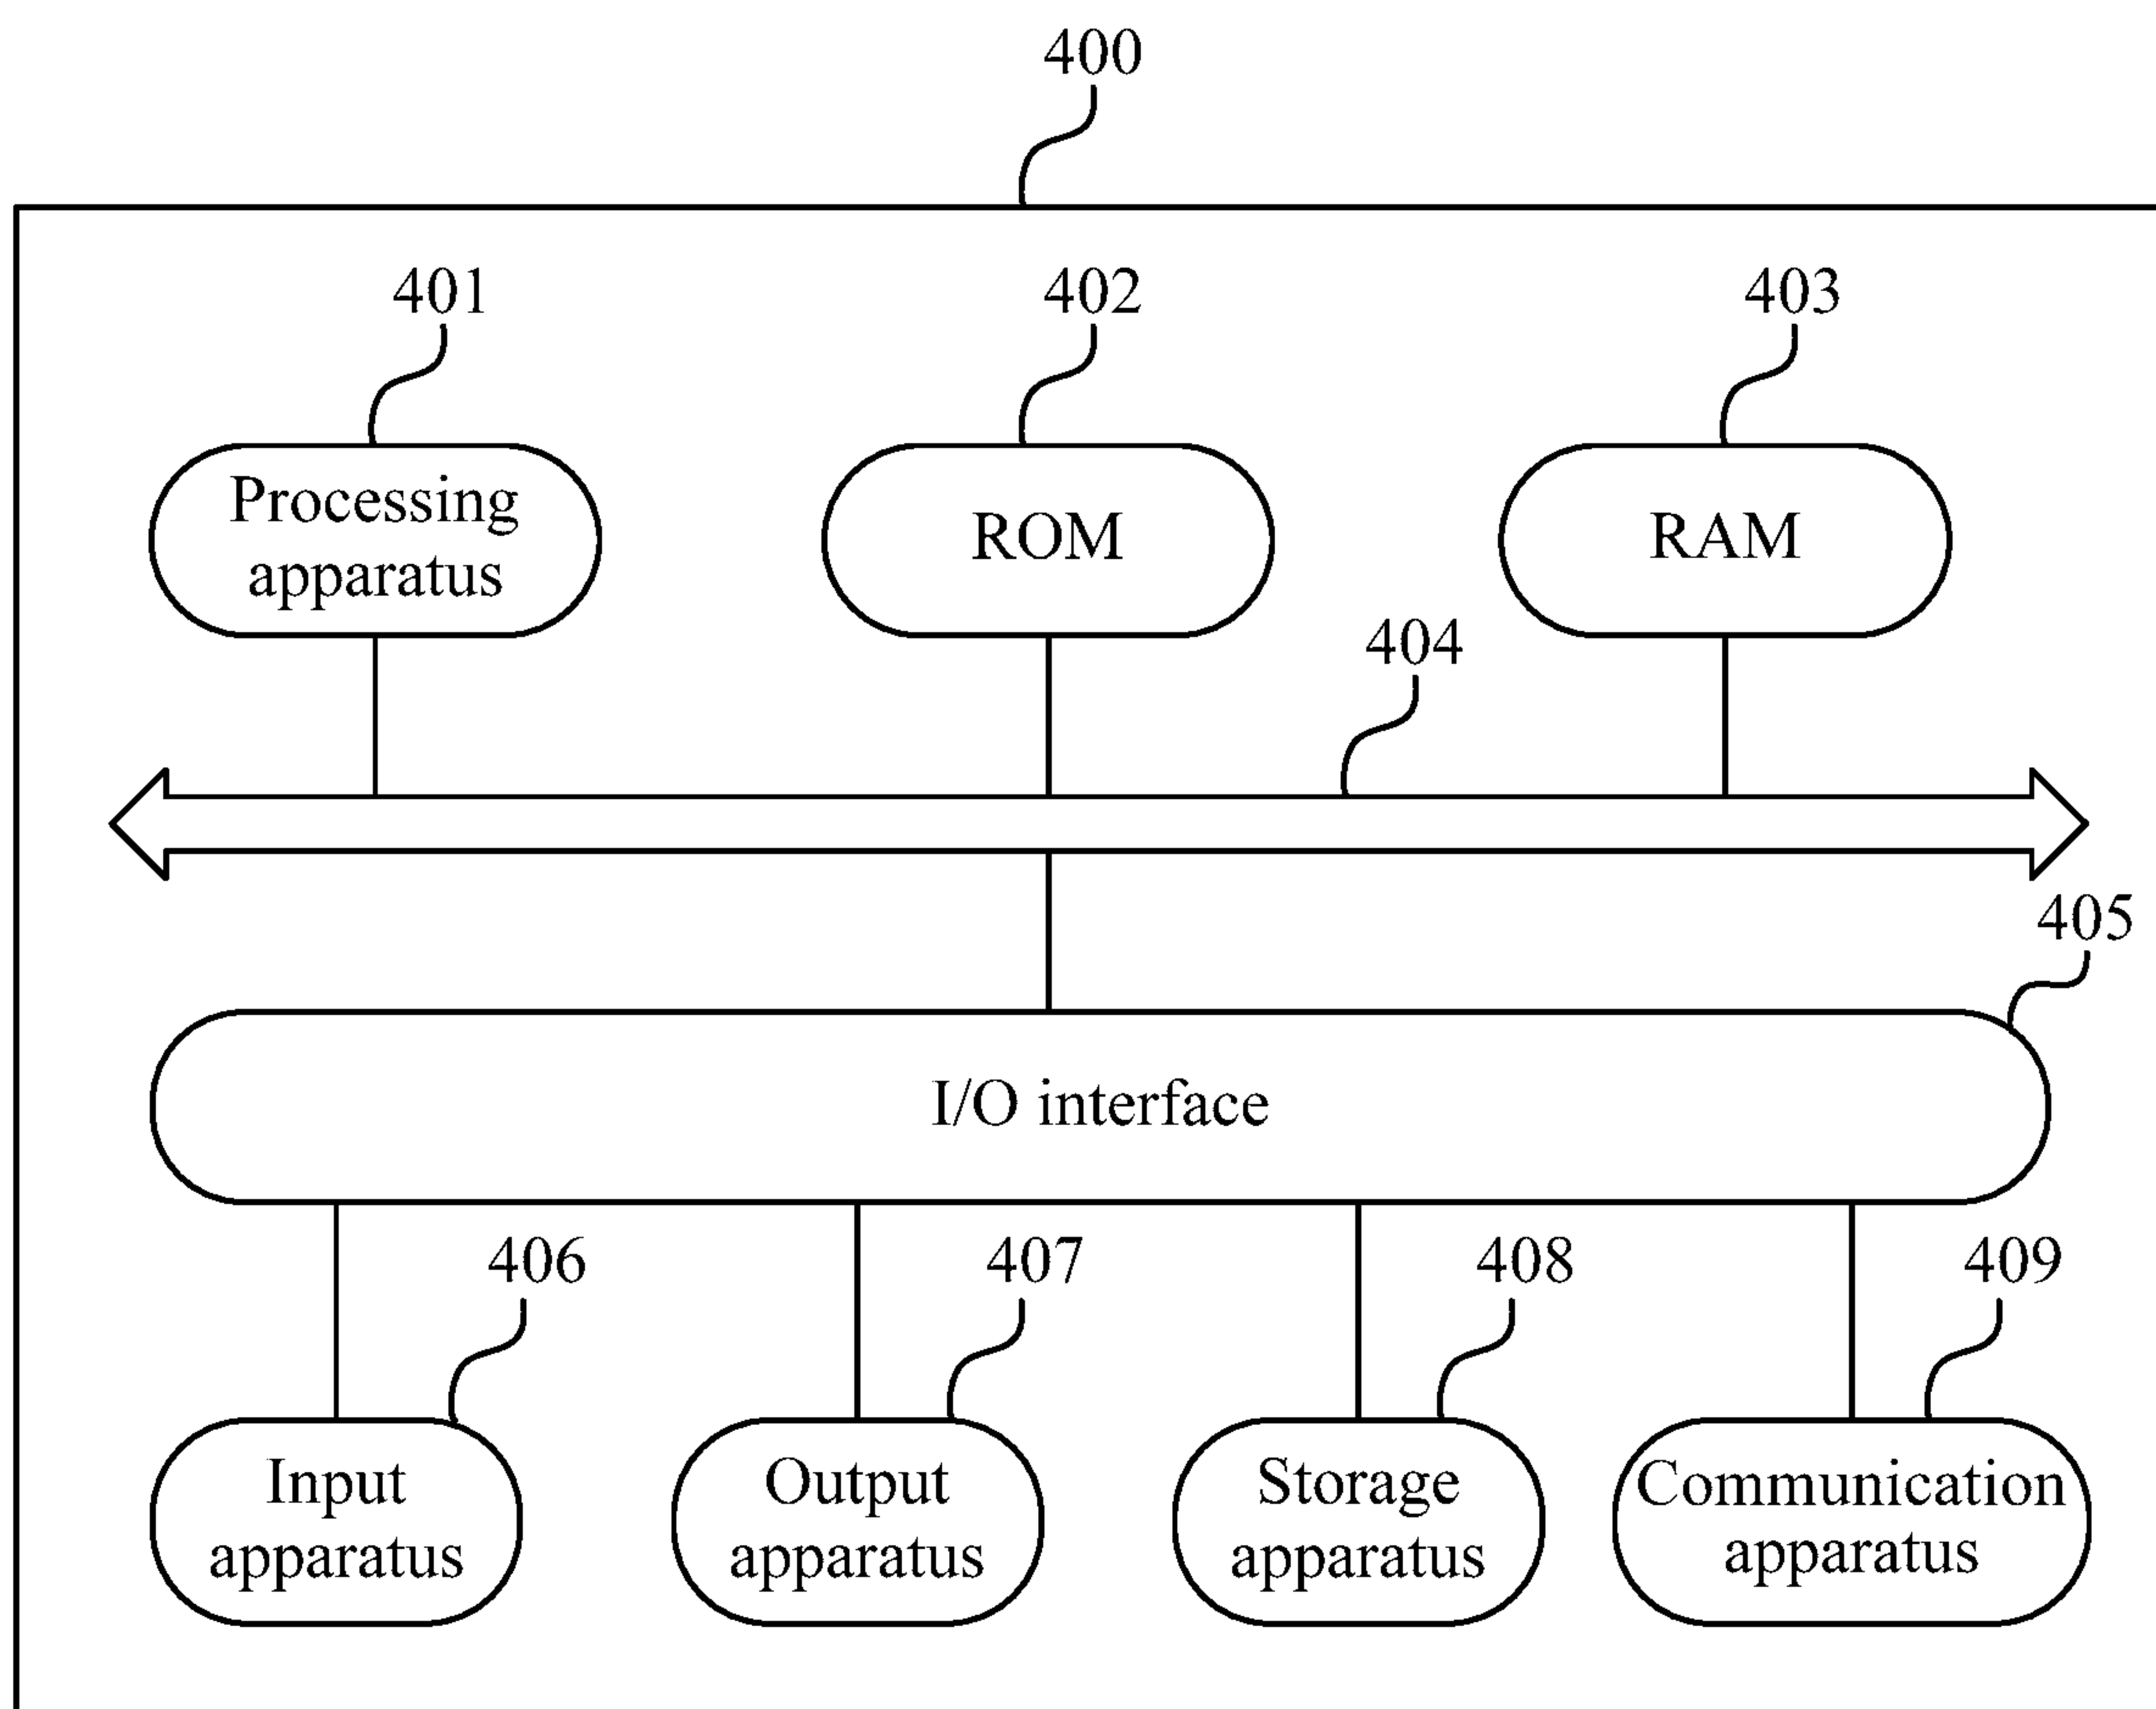 400
401
402
403
Processing
apparatus
ROM
RAM
404
405
I/O interface
406
407
408
409
Input
apparatus
Output
apparatus
Storage
apparatus
Communication
apparatus